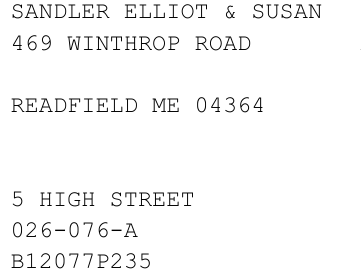 SANDLER ELLIOT & SUSAN
469 WINTHROP ROAD
READFIELD ME 04364
5 HIGH STREET
026-076-A
B12077P235